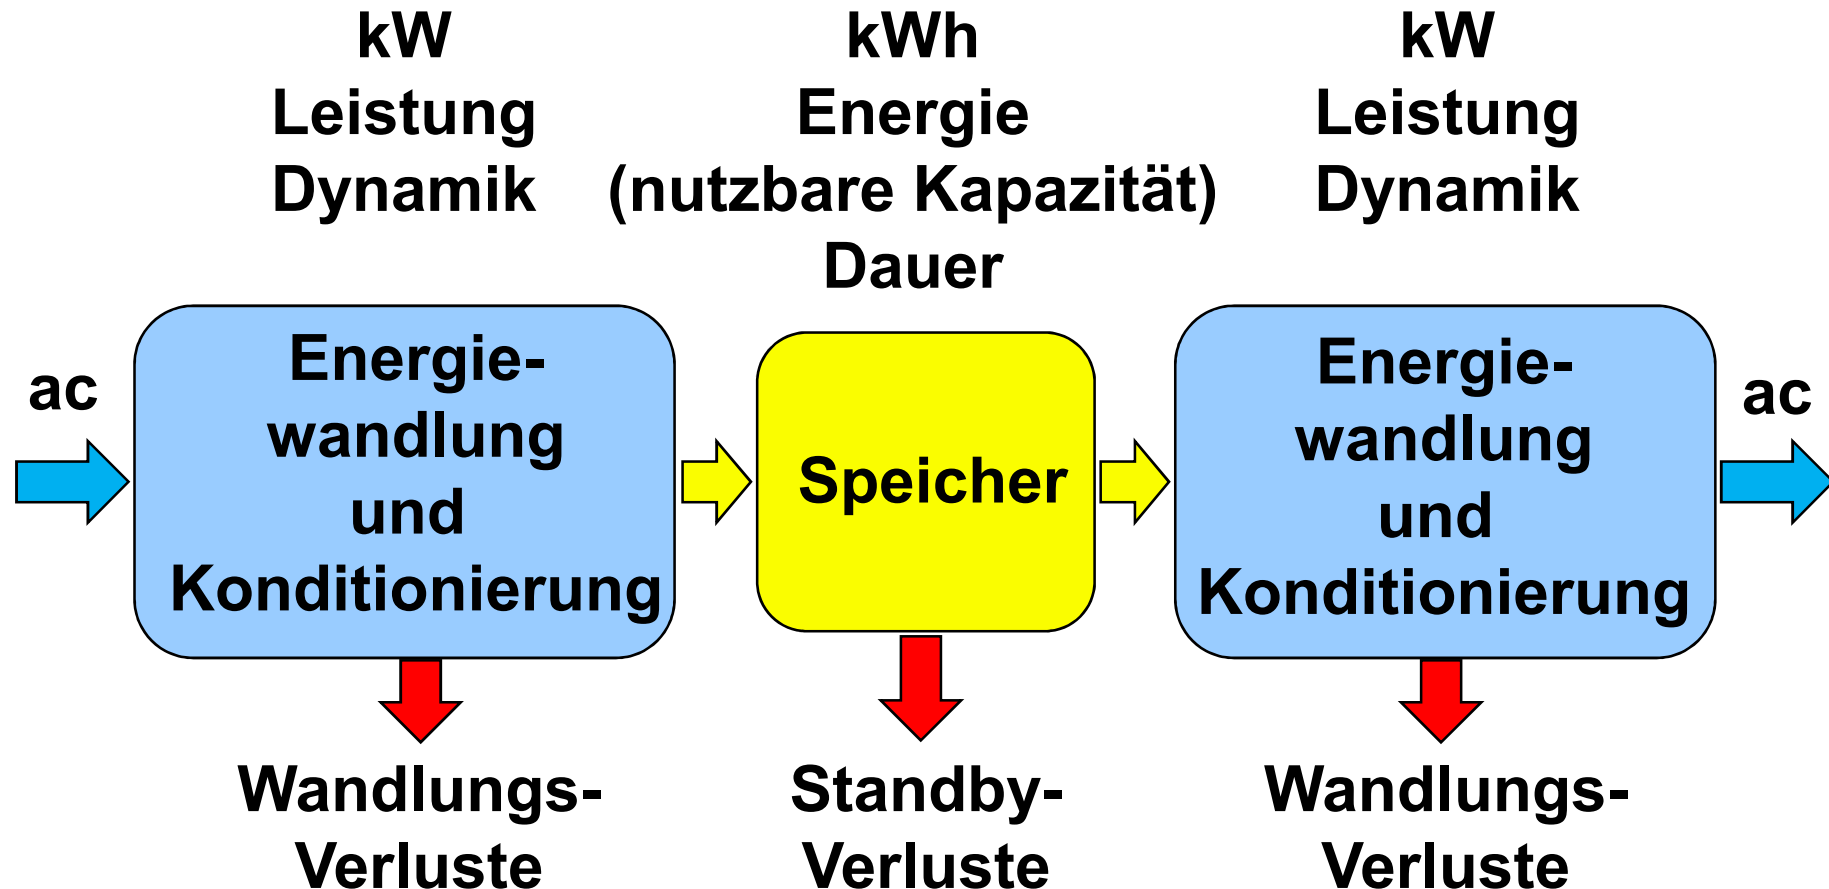 kW
Leistung
Dynamik
kWh
Energie
(nutzbare Kapazität)
Dauer
kW
Leistung
Dynamik
ac
Energie-
wandlung
und
Konditionierung
Speicher
Energie-
wandlung
und
Konditionierung
ac
Wandlungs-
Verluste
Standby-
Verluste
Wandlungs-
Verluste